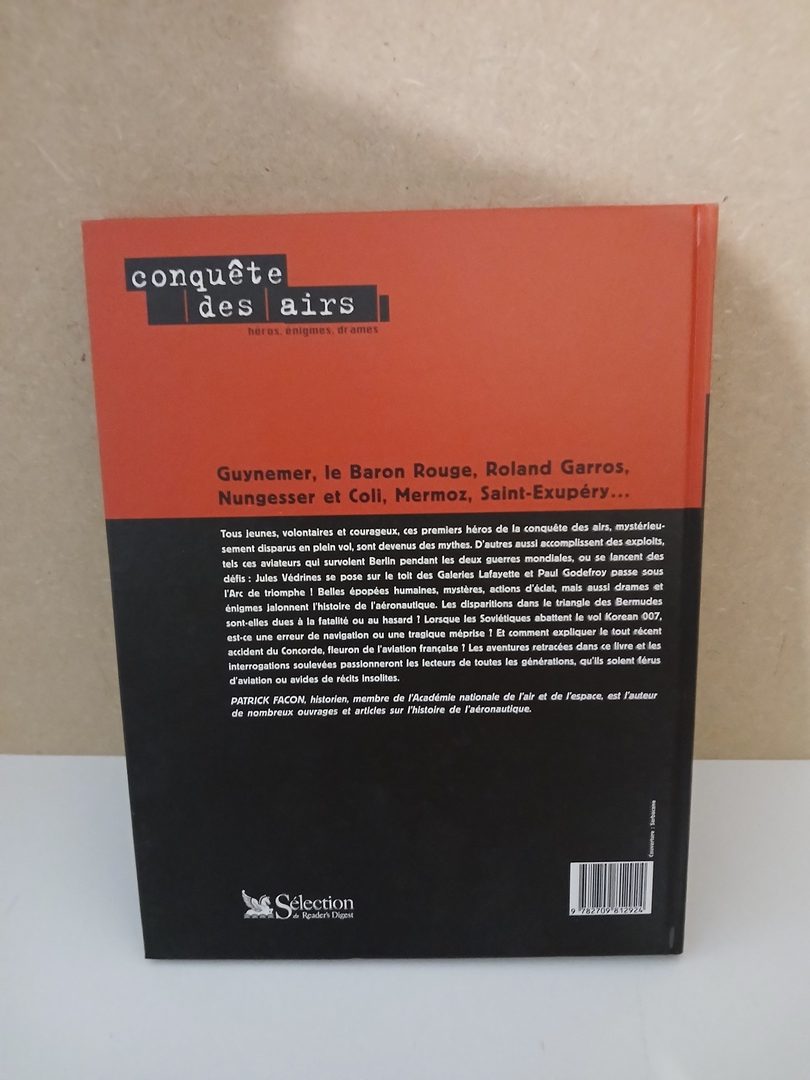 conquête
des airs
héros, énigmes, drames
Guynemer, le Baron Rouge, Roland Garros,
Nungesser et Coli, Mermoz, Saint-Exupéry...
Tous jeunes, volontaires et courageux, ces premiers héros de la conquête des airs, mystérieu-
sement disparus en plein vol, sont devenus des mythes. D'autres aussi accomplissent des exploits,
tels ces aviateurs qui survolent Berlin pendant les deux guerres mondiales, ou se lancent des
défis : Jules Védrines se pose sur le toit des Galeries Lafayette et Paul Godefroy passe sous
l'Arc de triomphe ! Belles épopées humaines, mystères, actions d'éclat, mais aussi drames et
énigmes jalonnent l'histoire de l'aéronautique. Les disparitions dans le triangle des Bermudes
sont-elles dues à la fatalité ou au hasard ? Lorsque les Soviétiques abattent le vol Korean 007,
est-ce une erreur de navigation ou une tragique méprise ? Et comment expliquer le tout récent
accident du Concorde, fleuron de l'aviation française ? Les aventures retracées dans ce livre et les
interrogations soulevées passionneront les lecteurs de toutes les générations, qu'ils soient férus
d'aviation ou avides de récits insolites.
PATRICK FACON, historien, membre de l'Académie nationale de l'air et de l'espace, est l'auteur
de nombreux ouvrages et articles sur l'histoire de l'aéronautique.
Couverture : Sarbacane
Sélection
du Reader's Digest
9 782709 812924